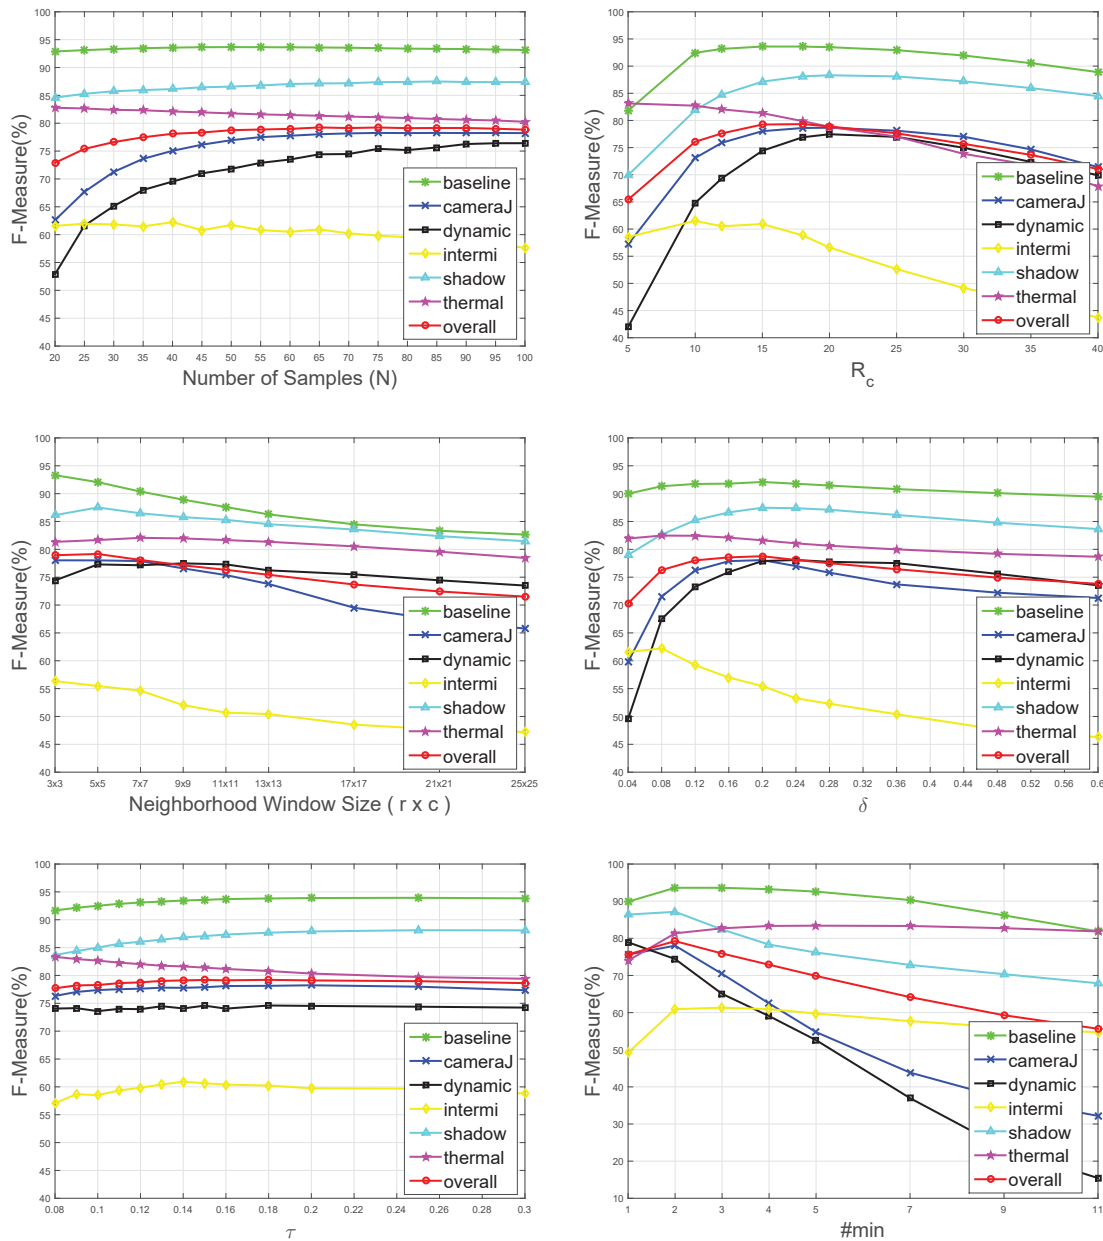 100
95
90
85
80
75
70
65
60
55
50
45
40
F-Measure(%)
20 25 30 35 40 45 50 55 60 65 70 75 80 85 90 95 100
Number of Samples (N)
baseline
cameraJ
dynamic
intermi
shadow
thermal
overall
100
95
90
85
80
75
70
65
60
55
50
45
40
F-Measure(%)
5 10 15 20 25 30 35 40
R_c
baseline
cameraJ
dynamic
intermi
shadow
thermal
overall
100
95
90
85
80
75
70
65
60
55
50
45
40
F-Measure(%)
3x3 5x5 7x7 9x9 11x11 13x13 17x17 21x21 25x25
Neighborhood Window Size ( r x c )
baseline
cameraJ
dynamic
intermi
shadow
thermal
overall
100
95
90
85
80
75
70
65
60
55
50
45
40
F-Measure(%)
0.04 0.08 0.12 0.16 0.2 0.24 0.28 0.32 0.36 0.4 0.44 0.48 0.52 0.56 0.6
δ
baseline
cameraJ
dynamic
intermi
shadow
thermal
overall
100
95
90
85
80
75
70
65
60
55
50
45
40
F-Measure(%)
0.08 0.1 0.12 0.14 0.16 0.18 0.2 0.22 0.24 0.26 0.28 0.3
τ
baseline
cameraJ
dynamic
intermi
shadow
thermal
overall
100
90
80
70
60
50
40
30
20
10
F-Measure(%)
1 2 3 4 5 7 9 11
#min
baseline
cameraJ
dynamic
intermi
shadow
thermal
overall